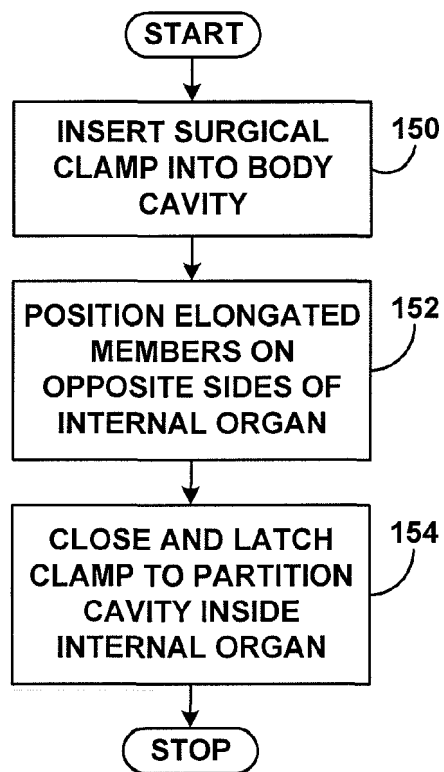 START
INSERT SURGICAL
CLAMP INTO BODY
CAVITY
150
POSITION ELONGATED
MEMBERS ON
OPPOSITE SIDES OF
INTERNAL ORGAN
152
CLOSE AND LATCH
CLAMP TO PARTITION
CAVITY INSIDE
INTERNAL ORGAN
154
STOP